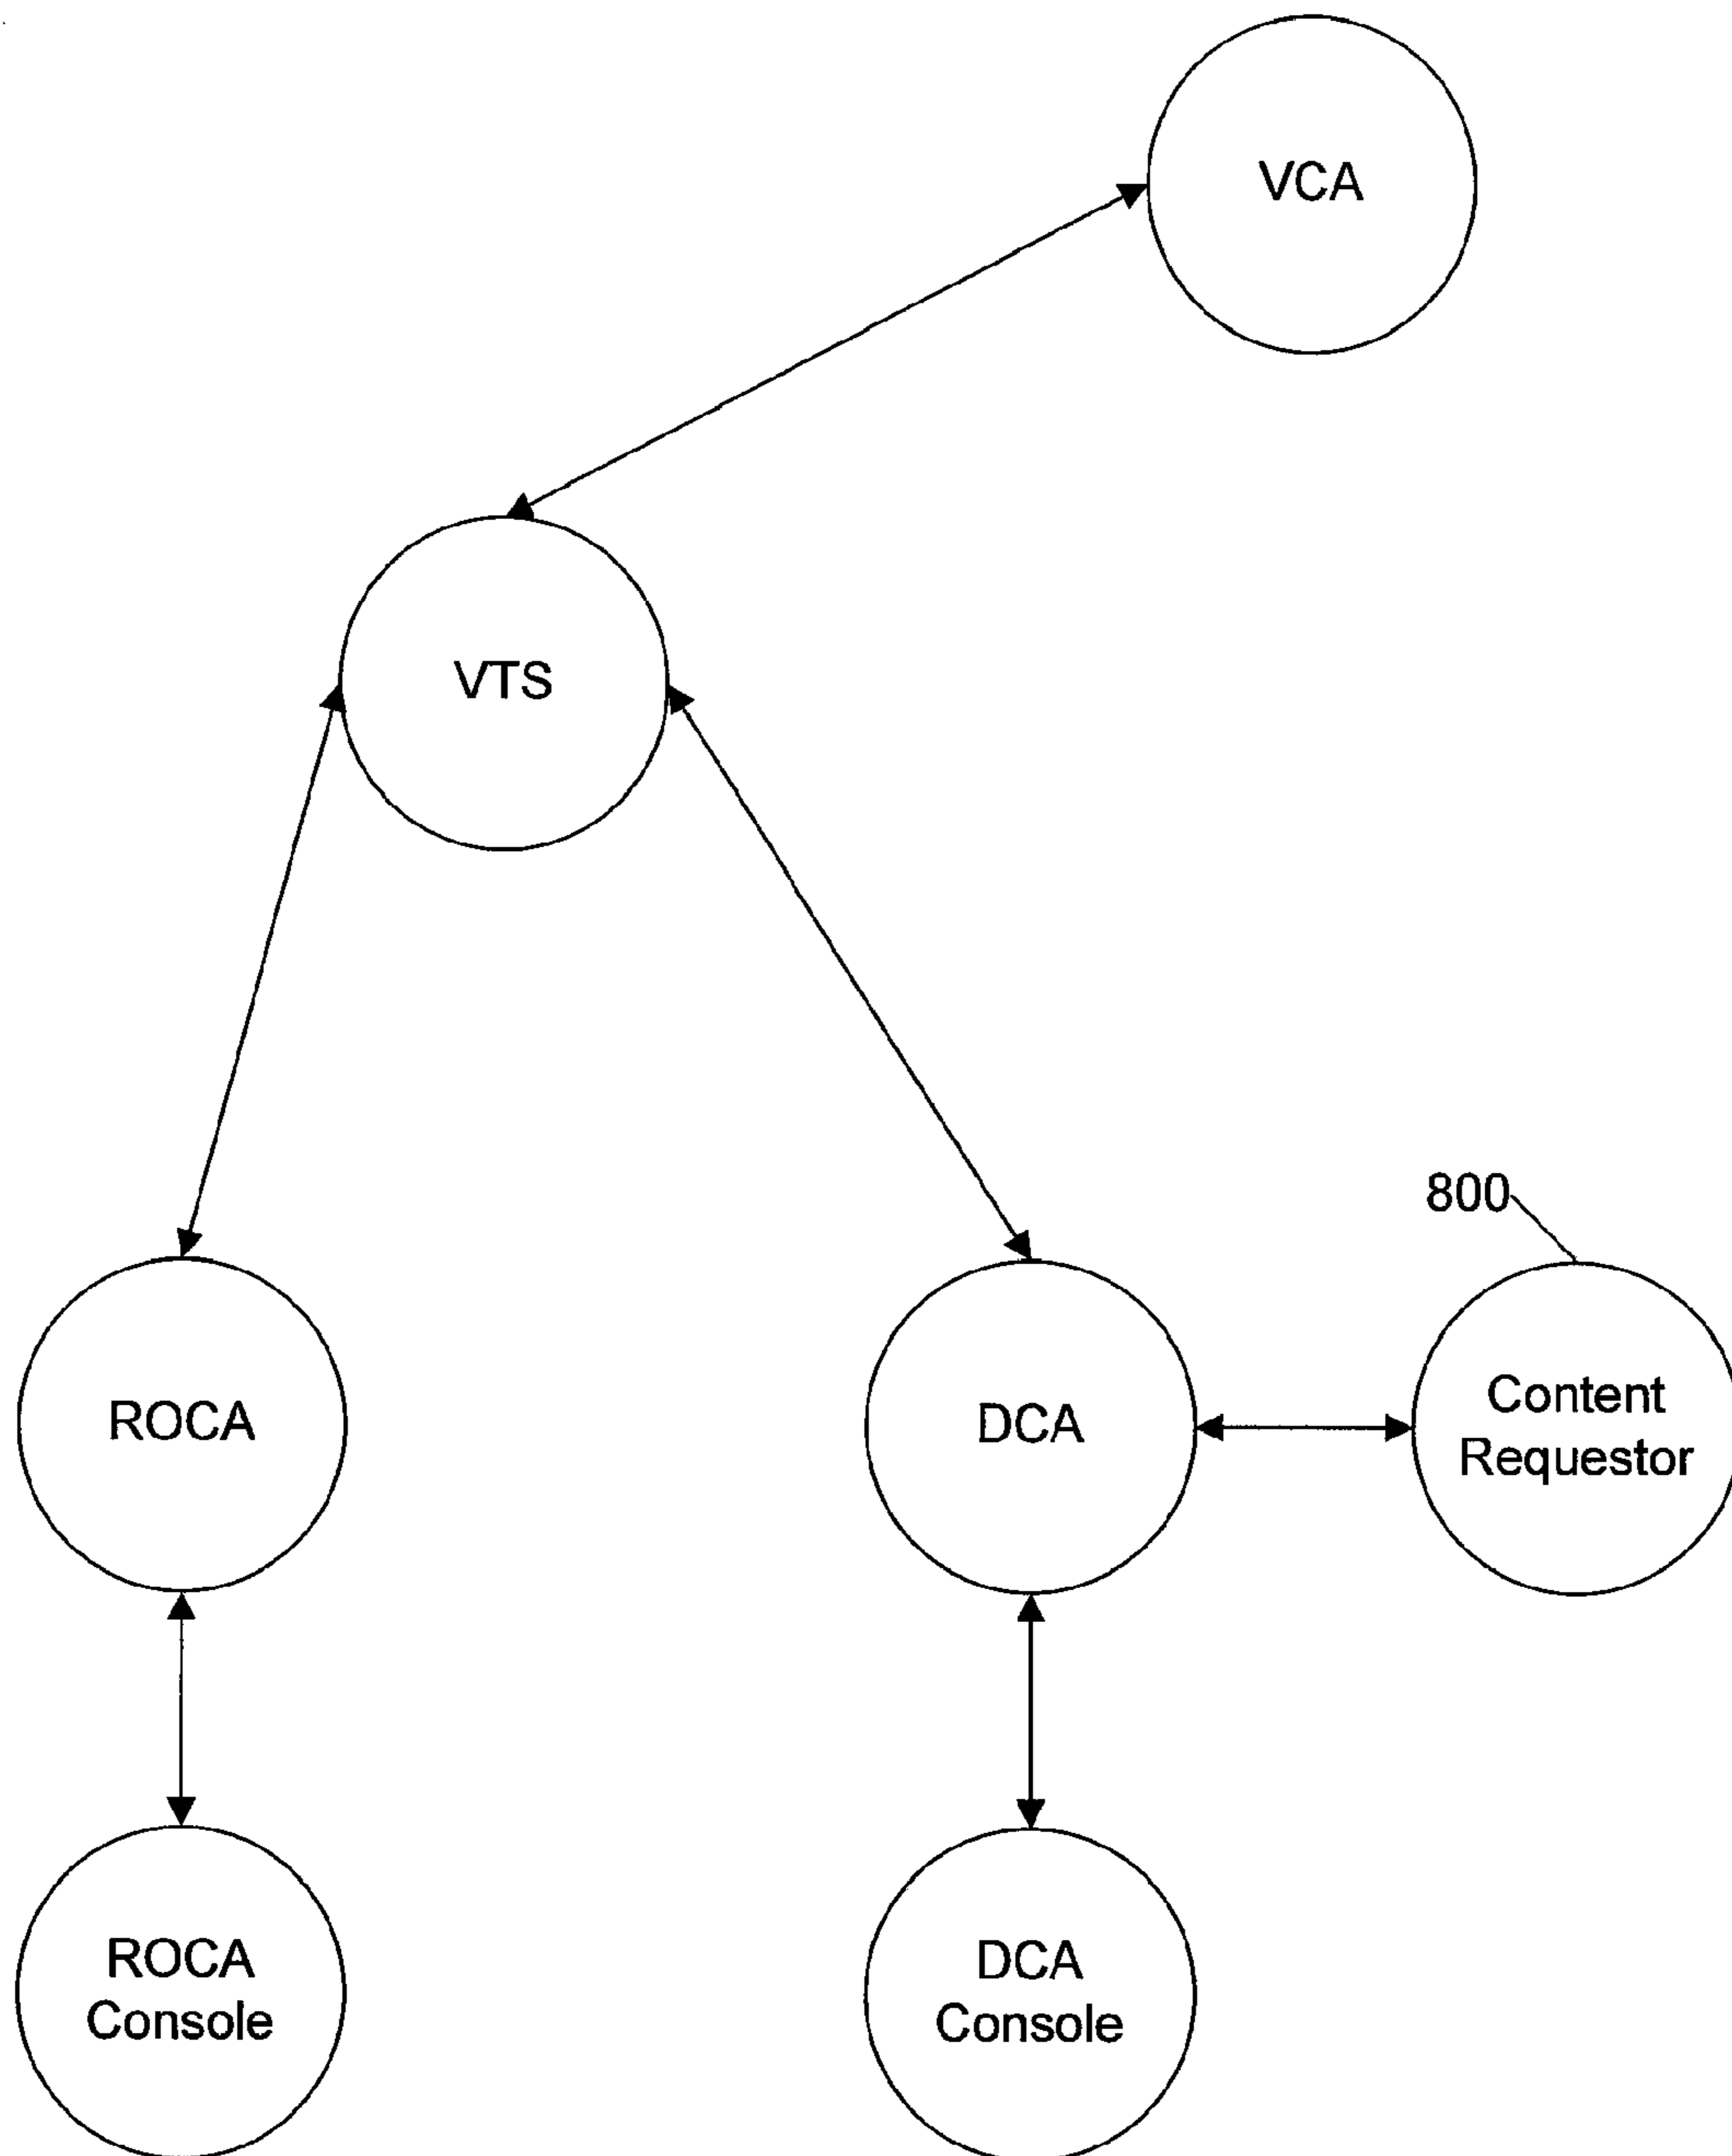 VCA
VTS
800
ROCA
DCA
Content
Requestor
ROCA
Console
DCA
Console